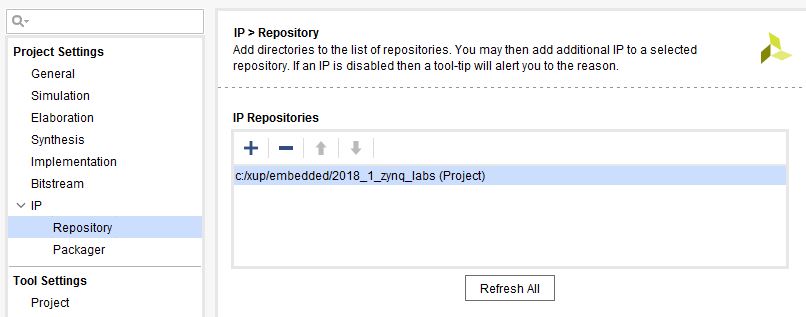 Project Settings
General
Simulation
Elaboration
Synthesis
Implementation
Bitstream
IP
Repository
Packager
Tool Settings
Project
IP > Repository
Add directories to the list of repositories. You may then add additional IP to a selected
repository. If an IP is disabled then a tool-tip will alert you to the reason.
IP Repositories
c:/xup/embedded/2018_1_zynq_labs (Project)
Refresh All